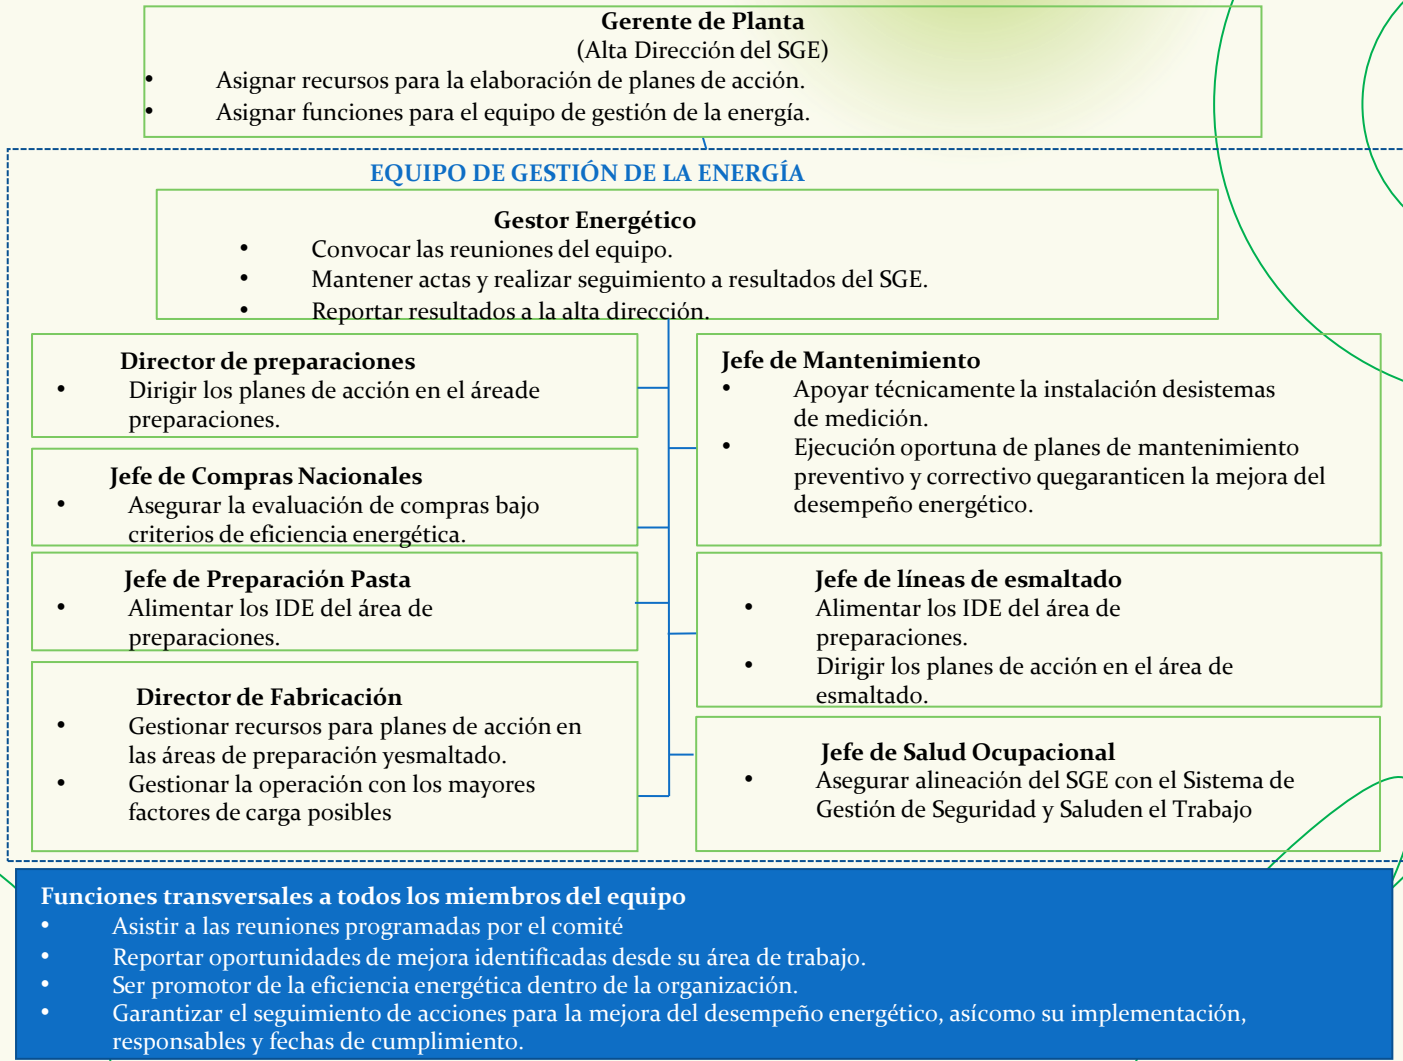 Gerente de Planta
(Alta Dirección del SGE)
• Asignar recursos para la elaboración de planes de acción.
• Asignar funciones para el equipo de gestión de la energía.
EQUIPO DE GESTIÓN DE LA ENERGÍA
Gestor Energético
• Convocar las reuniones del equipo.
• Mantener actas y realizar seguimiento a resultados del SGE.
• Reportar resultados a la alta dirección.
Director de preparaciones
• Dirigir los planes de acción en el áreade
preparaciones.
Jefe de Compras Nacionales
• Asegurar la evaluación de compras bajo
criterios de eficiencia energética.
Jefe de Preparación Pasta
• Alimentar los IDE del área de
preparaciones.
Director de Fabricación
• Gestionar recursos para planes de acción en
las áreas de preparación yesmaltado.
• Gestionar la operación con los mayores
factores de carga posibles
Jefe de Mantenimiento
• Apoyar técnicamente la instalación desistemas
de medición.
• Ejecución oportuna de planes de mantenimiento
preventivo y correctivo quegaranticen la mejora del
desempeño energético.
Jefe de líneas de esmaltado
• Alimentar los IDE del área de
preparaciones.
• Dirigir los planes de acción en el área de
esmaltado.
Jefe de Salud Ocupacional
• Asegurar alineación del SGE con el Sistema de
Gestión de Seguridad y Saluden el Trabajo
Funciones transversales a todos los miembros del equipo
• Asistir a las reuniones programadas por el comité
• Reportar oportunidades de mejora identificadas desde su área de trabajo.
• Ser promotor de la eficiencia energética dentro de la organización.
• Garantizar el seguimiento de acciones para la mejora del desempeño energético, asícomo su implementación,
responsables y fechas de cumplimiento.